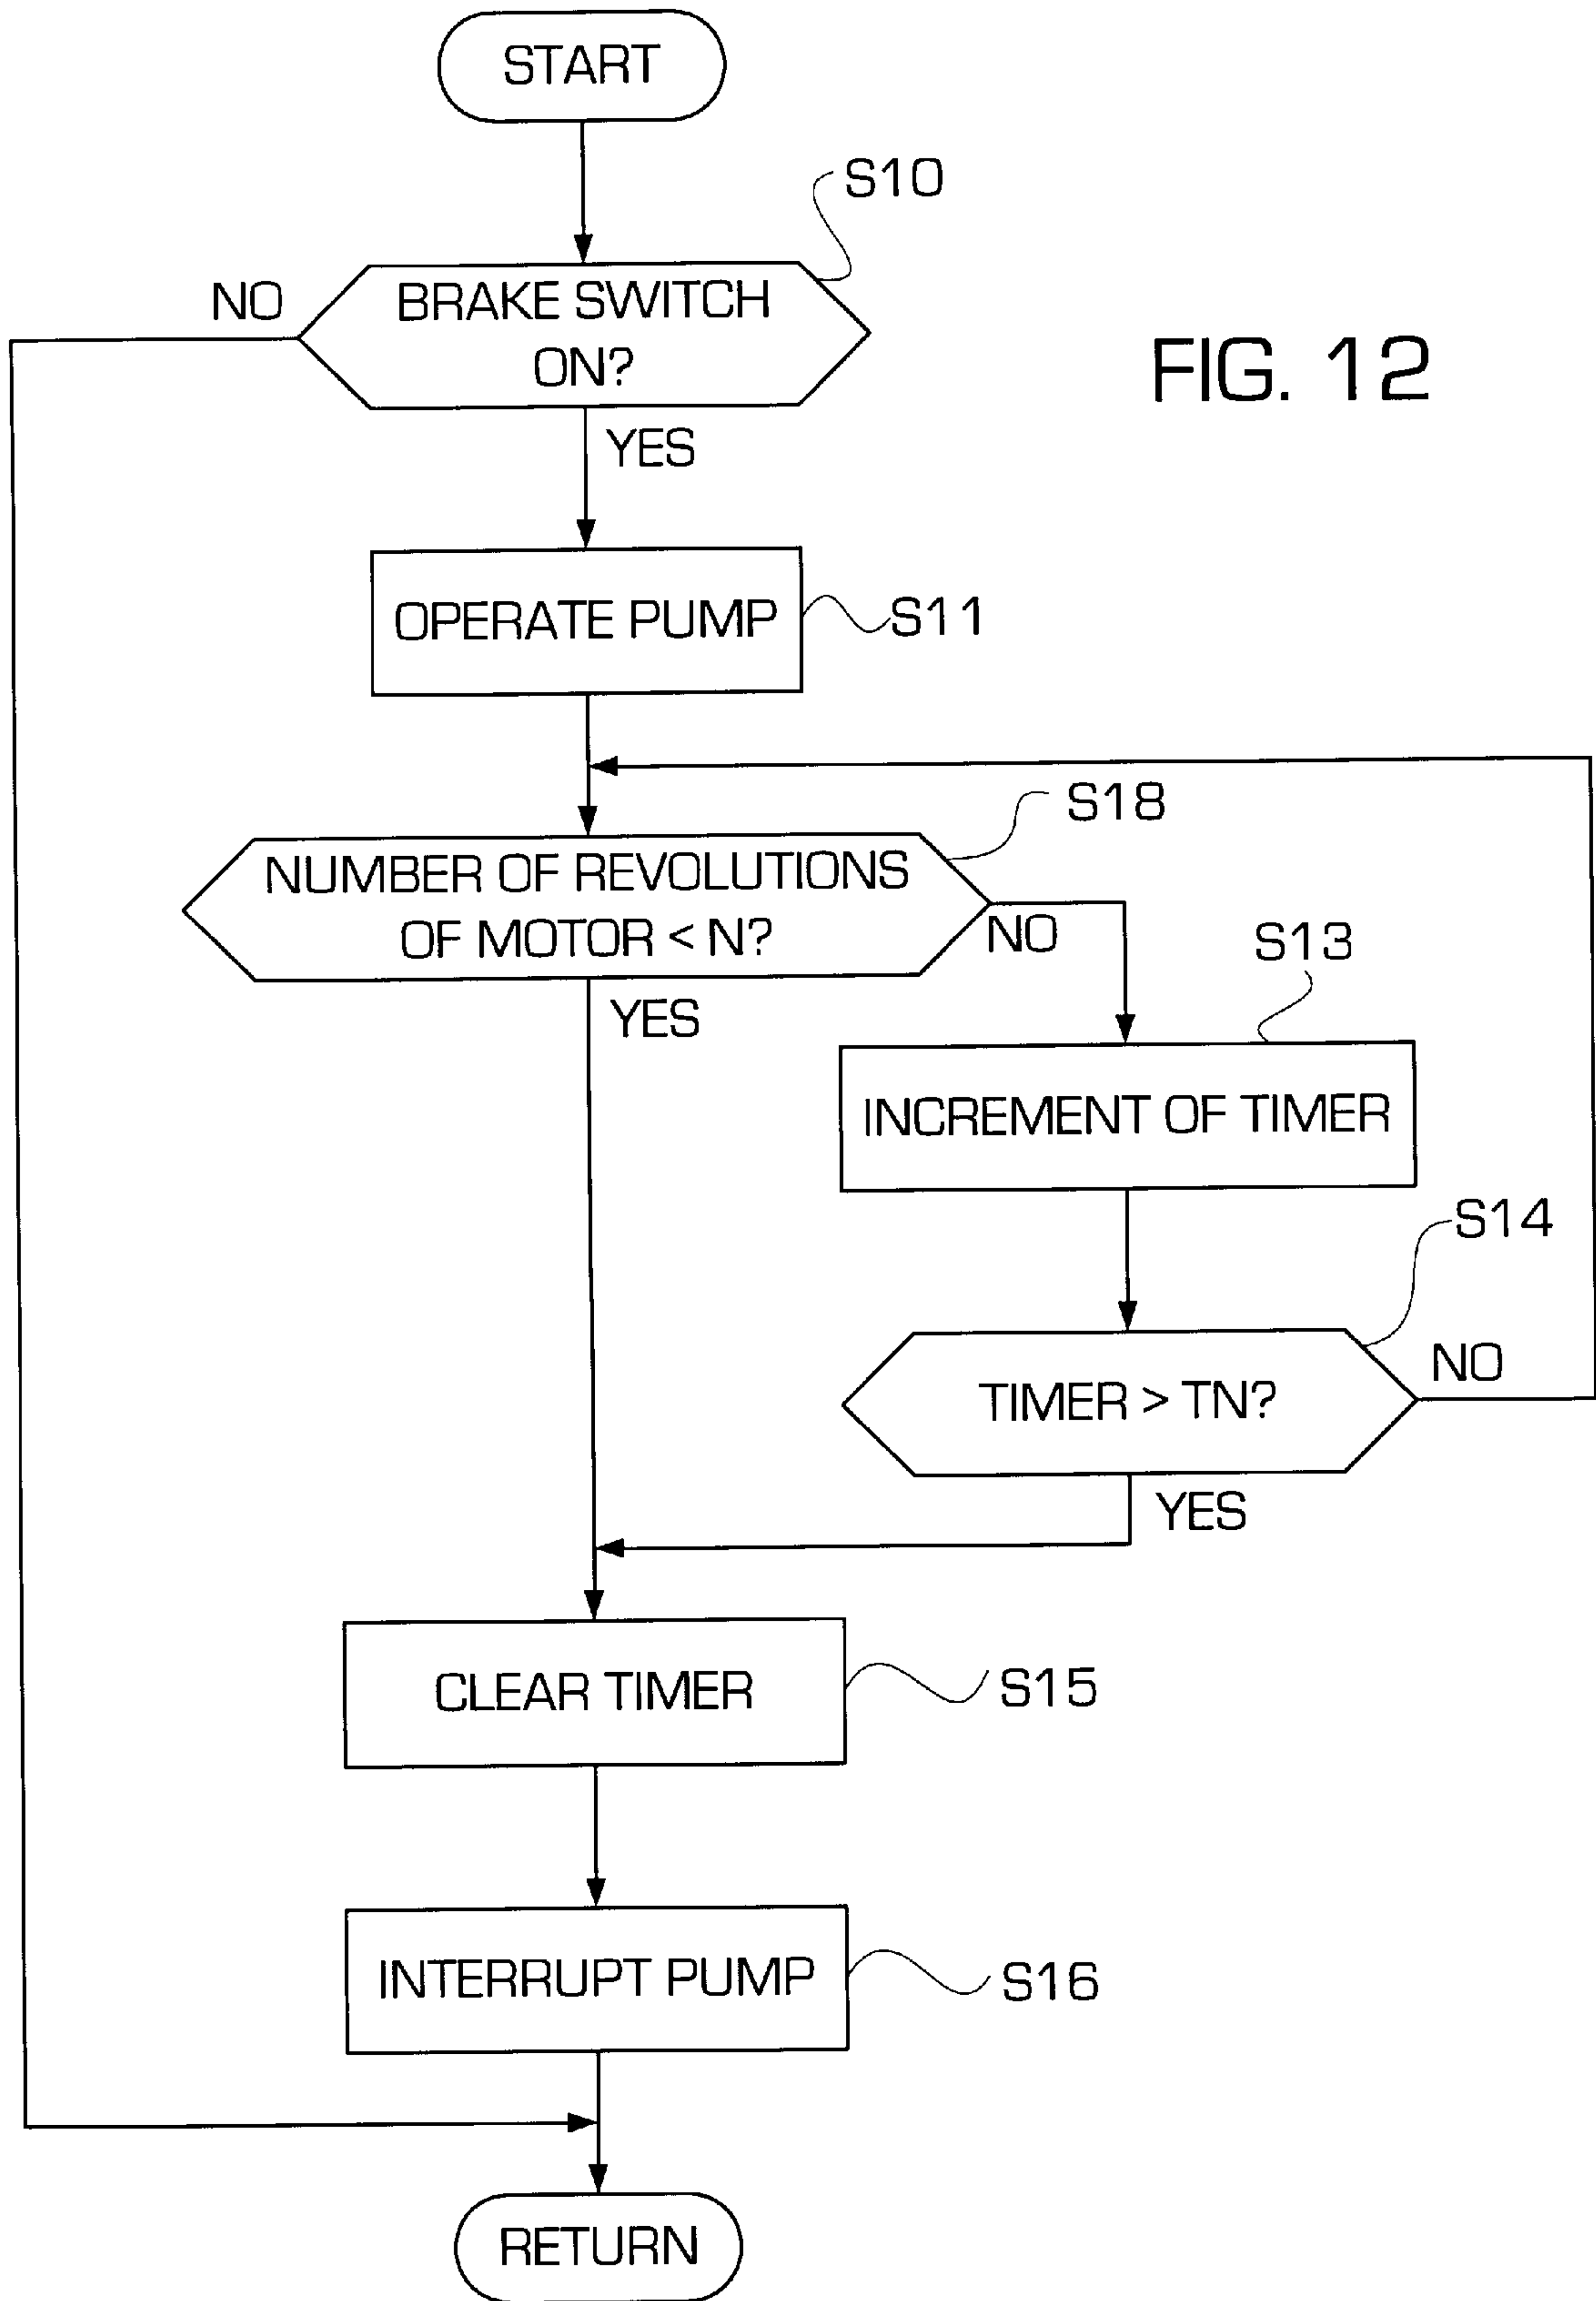 START
S10
NO
BRAKE SWITCH
ON?
FIG. 12
YES
OPERATE PUMP
S11
S18
NUMBER OF REVOLUTIONS
OF MOTOR < N?
NO
S13
YES
INCREMENT OF TIMER
S14
NO
TIMER > TN?
YES
CLEAR TIMER
S15
INTERRUPT PUMP
S16
RETURN